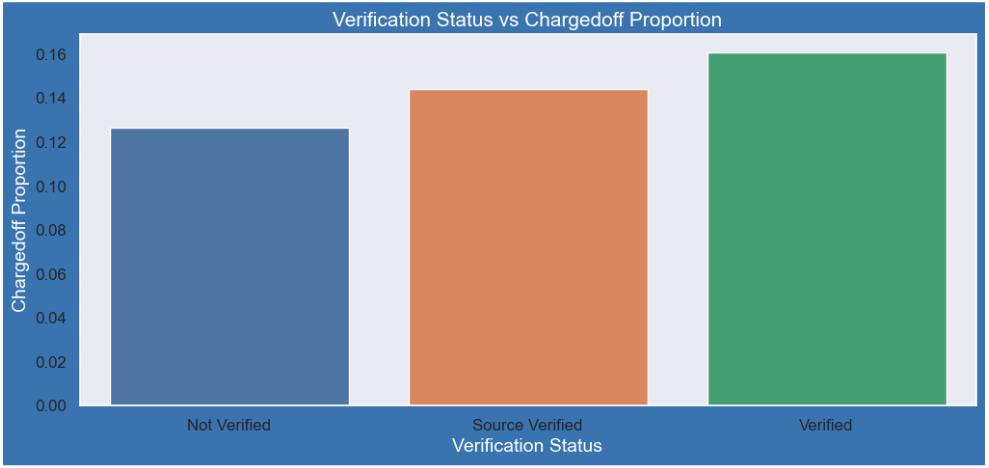 Verification Status vs Chargedoff Proportion
Chargedoff Proportion
0.16
0.14
0.12
0.10
0.08
0.06
0.04
0.02
0.00
Not Verified
Source Verified
Verified
Verification Status